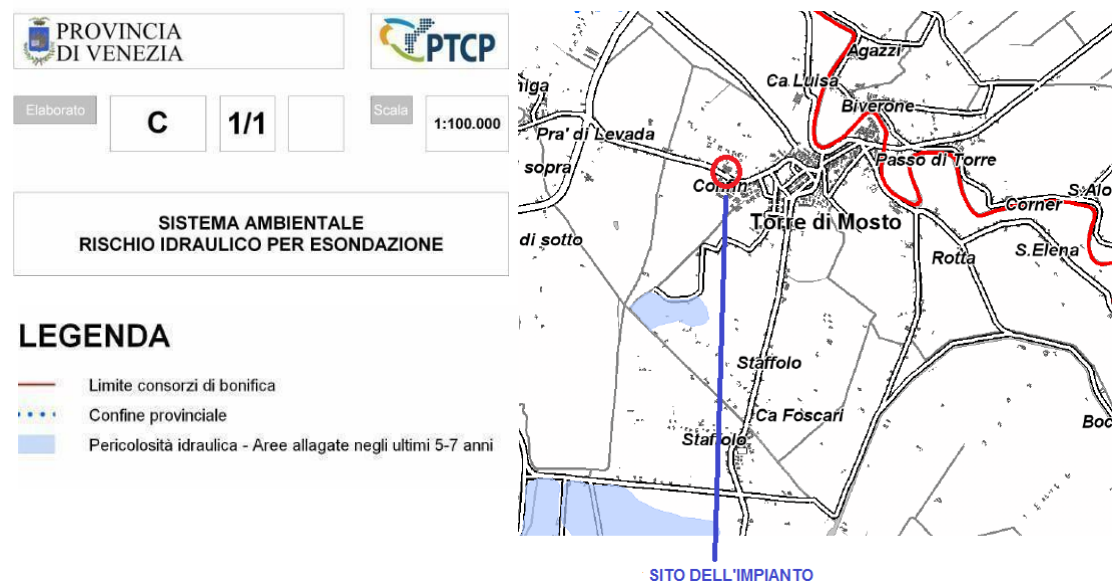 PROVINCIA
DI VENEZIA
PTCP
Elaborato
C
1/1
Scala
1:100.000
SISTEMA AMBIENTALE
RISCHIO IDRAULICO PER ESONDAZIONE
LEGENDA
Limite consorzi di bonifica
Confine provinciale
Pericolosità idraulica - Aree allagate negli ultimi 5-7 anni
Agazzi
Ca Luisa
niga
Biverone
Pra' di Levada
Passo di Torre
sopra
S.Alo
Corner
Torre di Mosto
di sotto
S.Elena
Rotta
Staffolo
Ca Foscari
Boc
Staffolo
SITO DELL'IMPIANTO